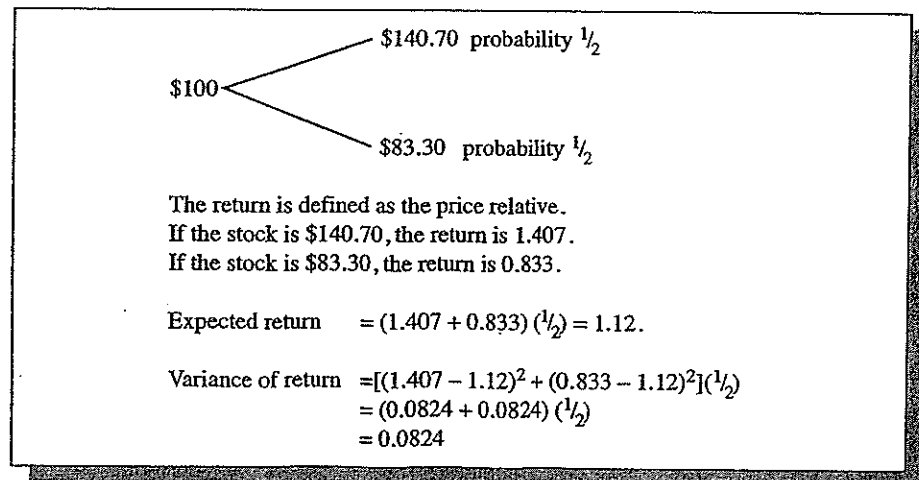 $140.70 probability 1/2
$100
$83.30 probability 1/2
The return is defined as the price relative.
If the stock is $140.70, the return is 1.407.
If the stock is $83.30, the return is 0.833.
Expected return = (1.407 + 0.833) (1/2) = 1.12.
Variance of return =[(1.407 – 1.12)² + (0.833 – 1.12)²](1/2)
= (0.0824 + 0.0824) (1/2)
= 0.0824